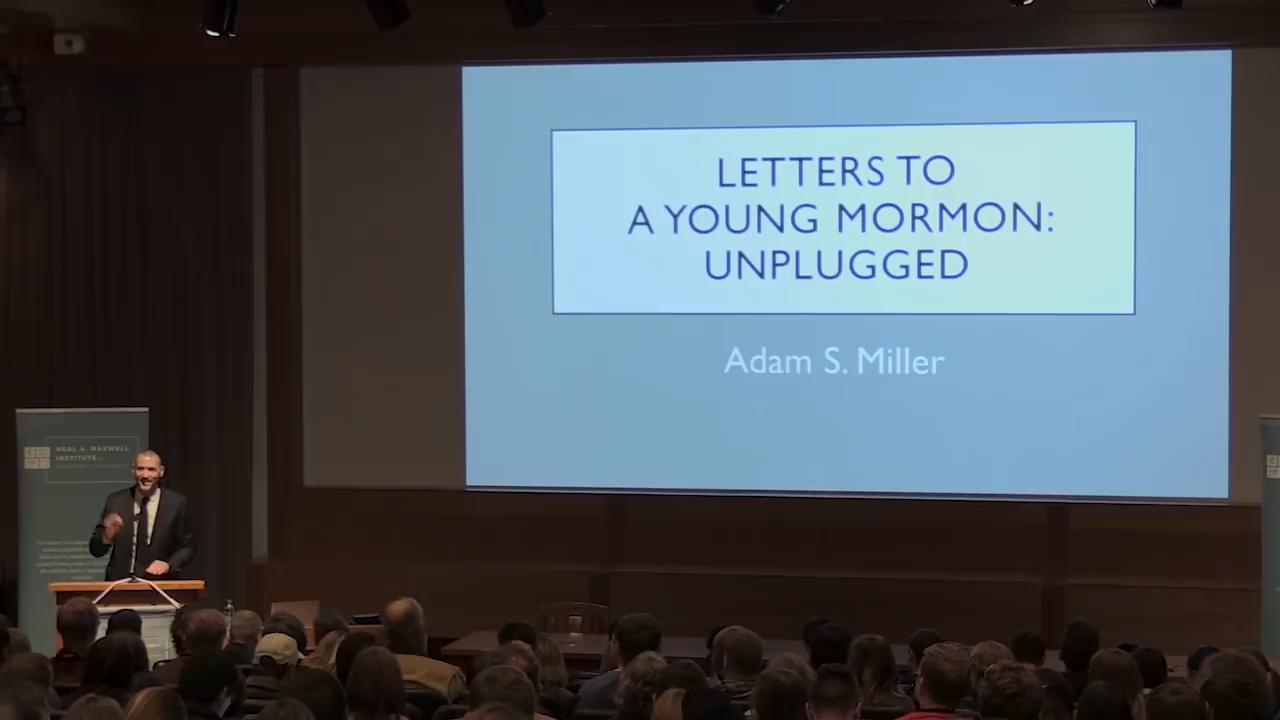 LETTERS TO
A YOUNG MORMON:
UNPLUGGED
Adam S. Miller
NEAL A. MAXWELL
INSTITUTE